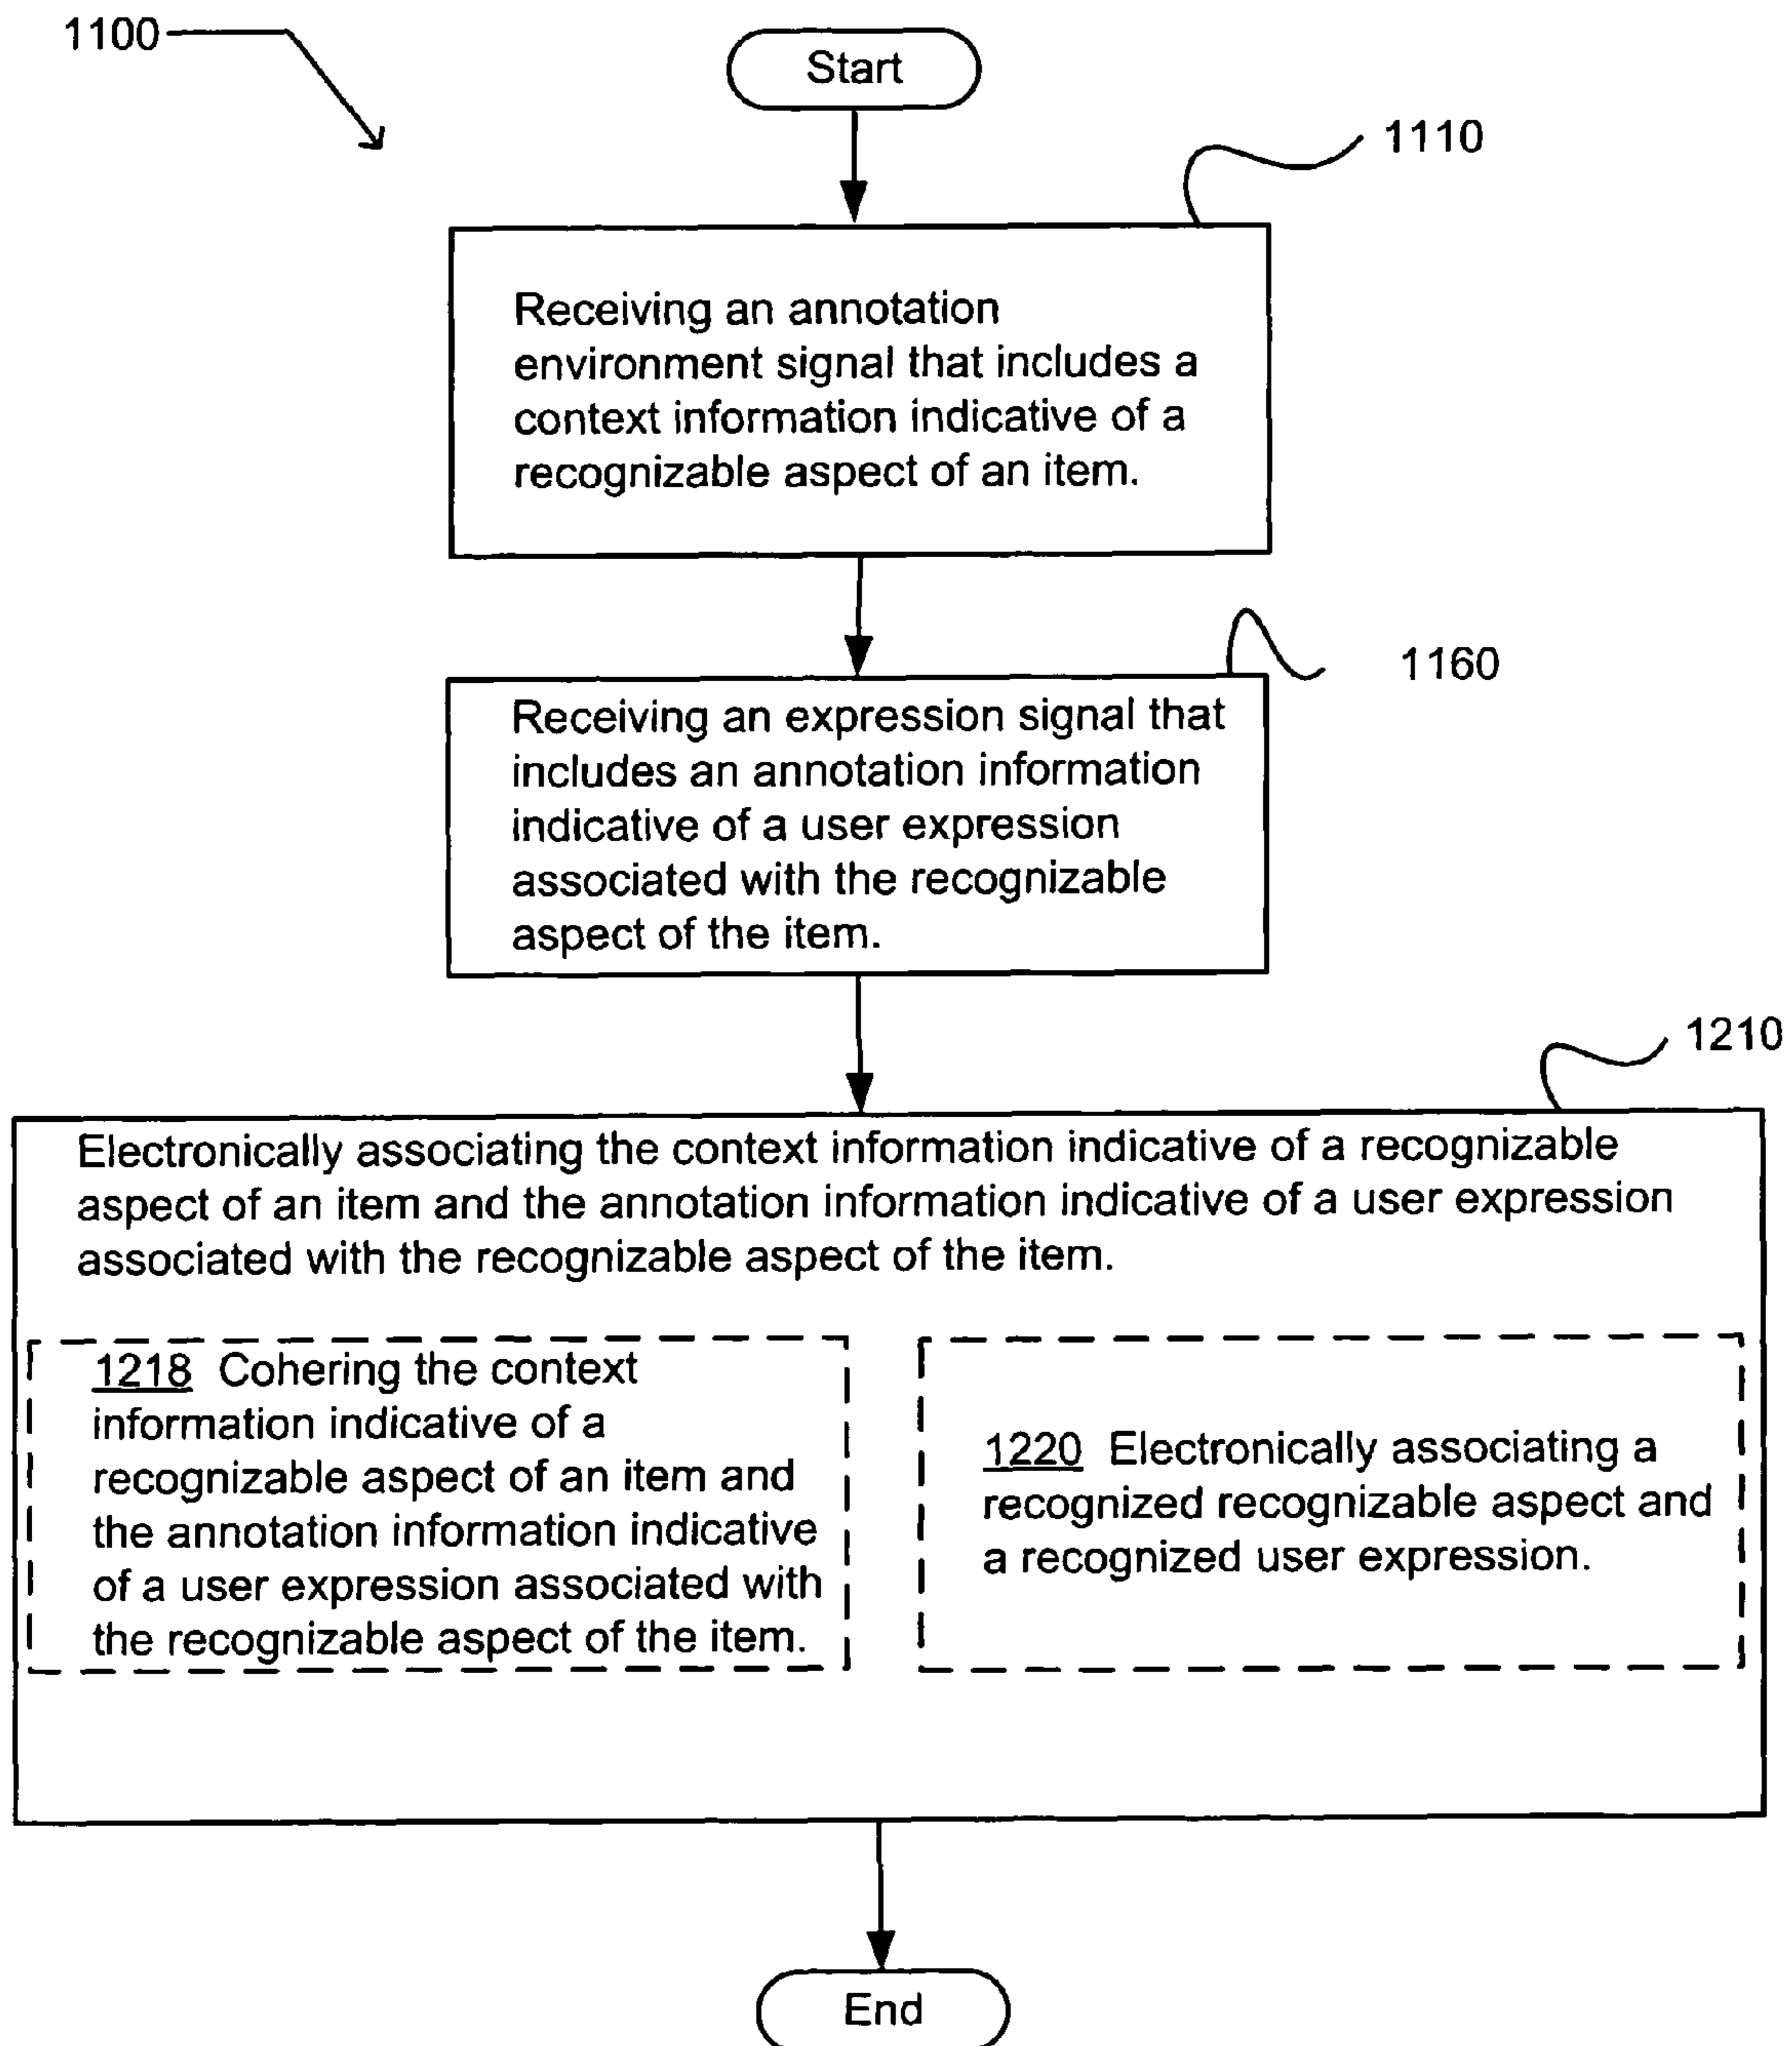 1100
Start
1110
Receiving an annotation
environment signal that includes a
context information indicative of a
recognizable aspect of an item.
1160
Receiving an expression signal that
includes an annotation information
indicative of a user expression
associated with the recognizable
aspect of the item.
1210
Electronically associating the context information indicative of a recognizable
aspect of an item and the annotation information indicative of a user expression
associated with the recognizable aspect of the item.
1218 Cohering the context
information indicative of a
recognizable aspect of an item and
the annotation information indicative
of a user expression associated with
the recognizable aspect of the item.
1220 Electronically associating a
recognized recognizable aspect and
a recognized user expression.
End